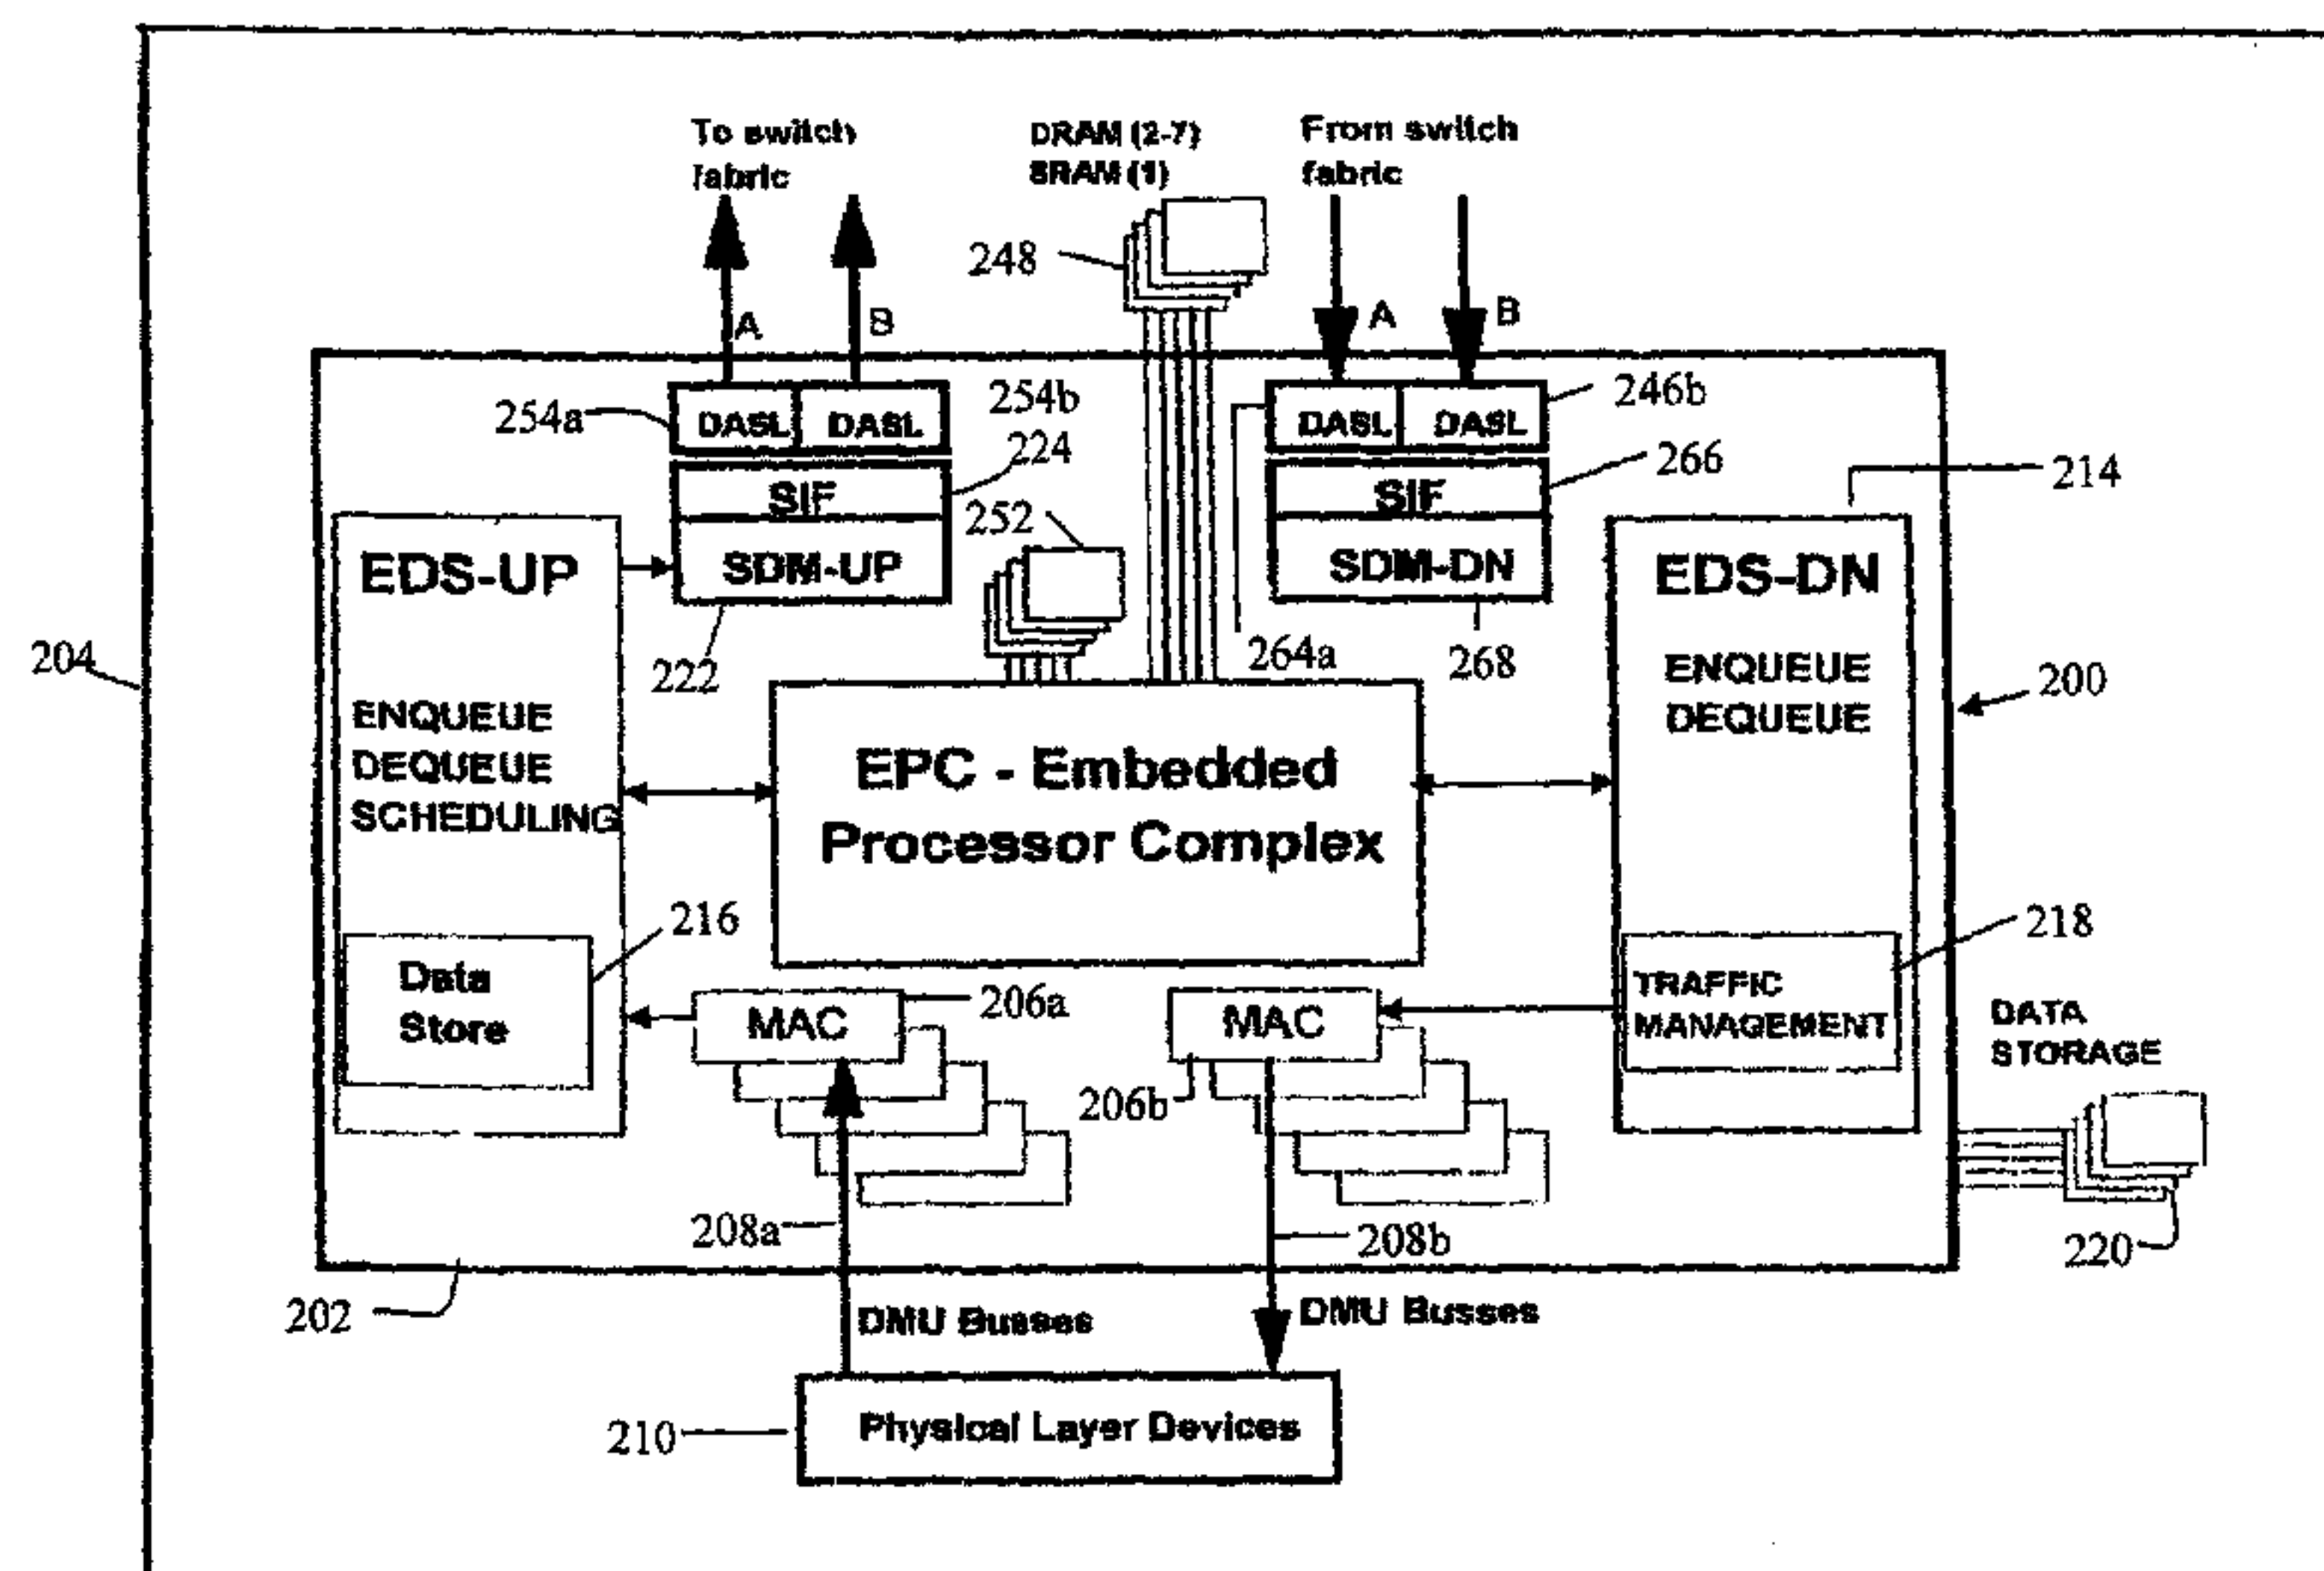 To switch
fabric
DRAM (2-7)
SRAM (1)
From switch
fabric
248
A
B
A
B
254a
DASL
DASL
254b
DASL
DASL
246b
224
SIF
266
SIF
214
252
EDS-UP
SDM-UP
SDM-DN
EDS-DN
204
222
264a
268
ENQUEUE
DEQUEUE
200
ENQUEUE
DEQUEUE
SCHEDULING
EPC - Embedded
Processor Complex
216
218
Data
Store
MAC
206a
MAC
TRAFFIC
MANAGEMENT
DATA
STORAGE
206b
208a
208b
220
202
DMU Busses
DMU Busses
210
Physical Layer Devices